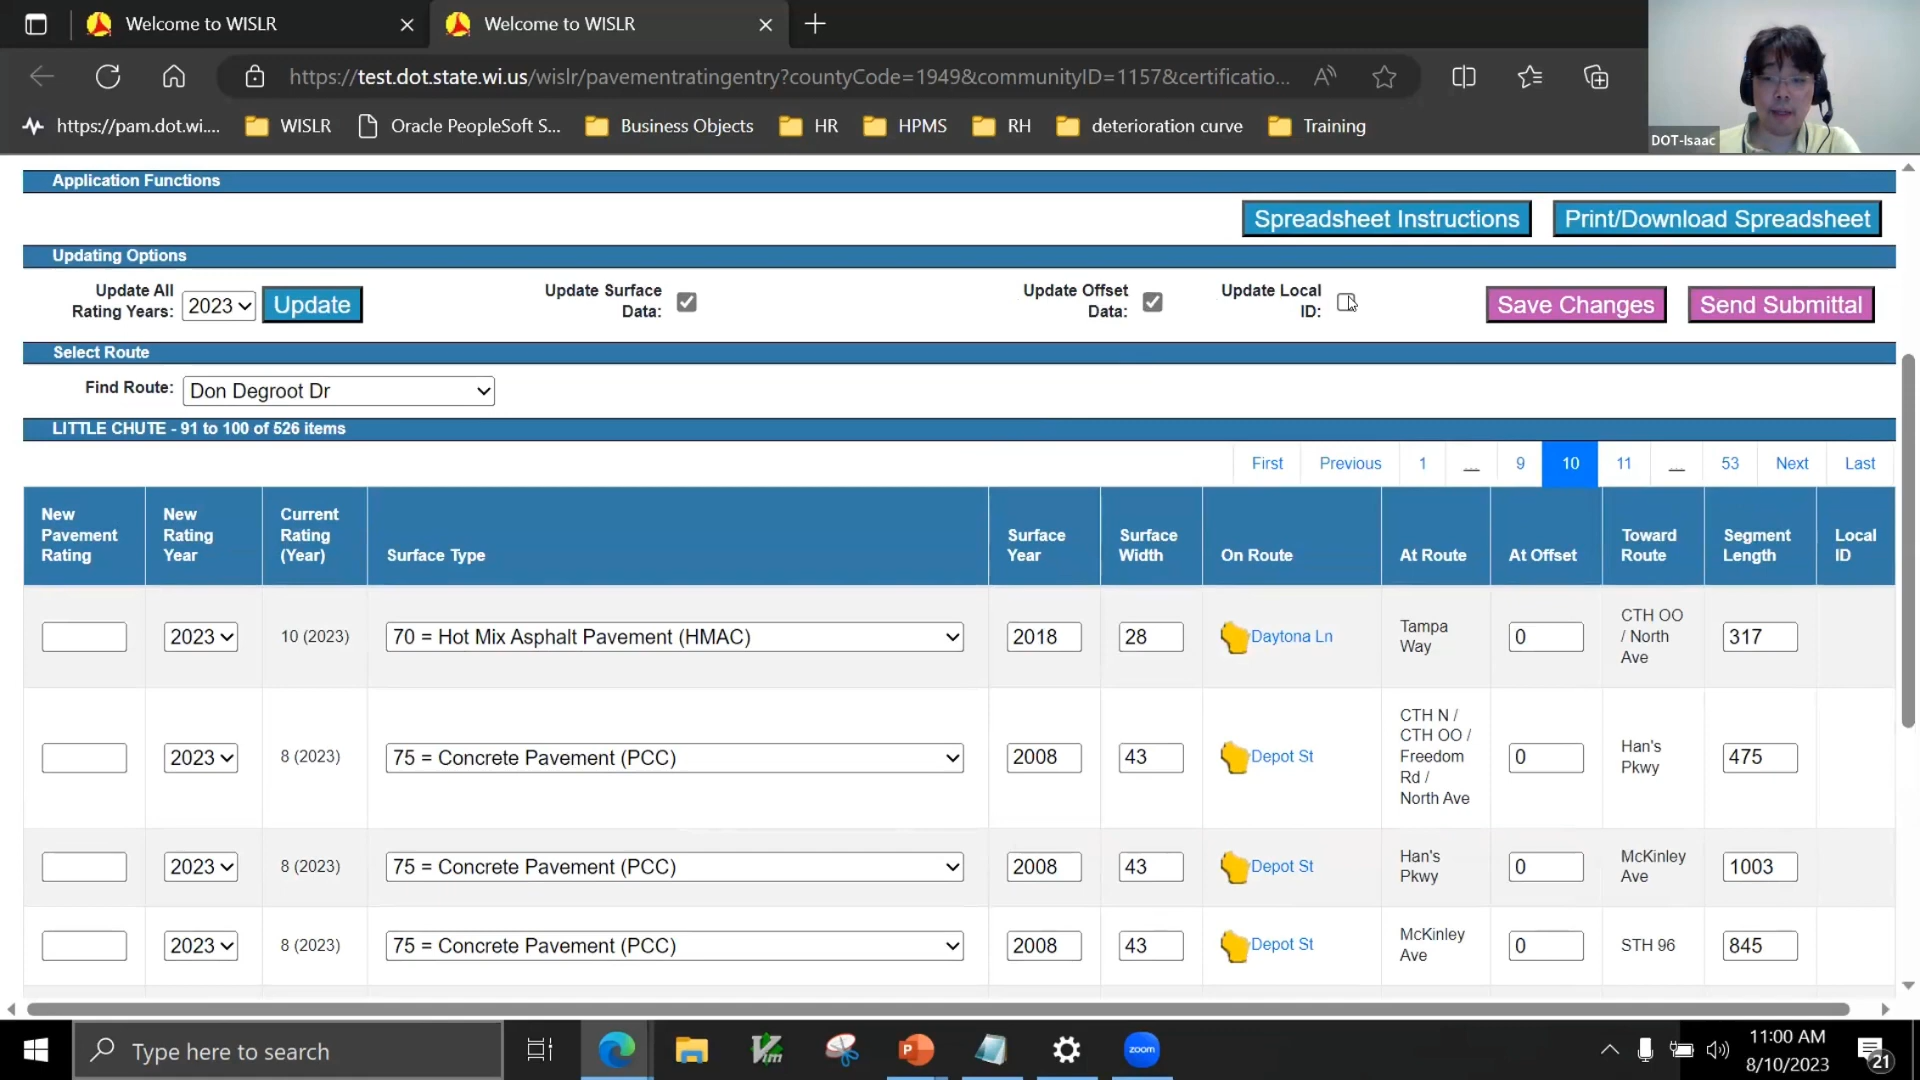 Welcome to WISLR
Welcome to WISLR
https://test.dot.state.wi.us/wislr/pavementratingentry?countyCode=1949&communityID=1157&certificatio...
https://pam.dot.wi....
WISLR
Oracle PeopleSoft S...
Business Objects
HR
HPMS
RH
deterioration curve
Training
DOT-Isaac
Application Functions
Spreadsheet Instructions
Print/Download Spreadsheet
Updating Options
Update All
Rating Years:
2023
Update
Update Surface
Data:
Update Offset
Data:
Update Local
ID:
Save Changes
Send Submittal
Select Route
Find Route:
Don Degroot Dr
LITTLE CHUTE - 91 to 100 of 526 items
First Previous 1 ... 9 10 11 ... 53 Next Last
New
Pavement
Rating
New
Rating
Year
Current
Rating
(Year)
Surface Type
Surface
Year
Surface
Width
On Route
At Route
At Offset
Toward
Route
Segment
Length
Local
ID
2023
10 (2023)
70 = Hot Mix Asphalt Pavement (HMAC)
2018
28
Daytona Ln
Tampa
Way
0
CTH OO
/ North
Ave
317
2023
8 (2023)
75 = Concrete Pavement (PCC)
2008
43
Depot St
CTH N /
CTH OO /
Freedom
Rd /
North Ave
0
Han's
Pkwy
475
2023
8 (2023)
75 = Concrete Pavement (PCC)
2008
43
Depot St
Han's
Pkwy
0
McKinley
Ave
1003
2023
8 (2023)
75 = Concrete Pavement (PCC)
2008
43
Depot St
McKinley
Ave
0
STH 96
845
Type here to search
Vim
P
zoom
11:00 AM
8/10/2023
21